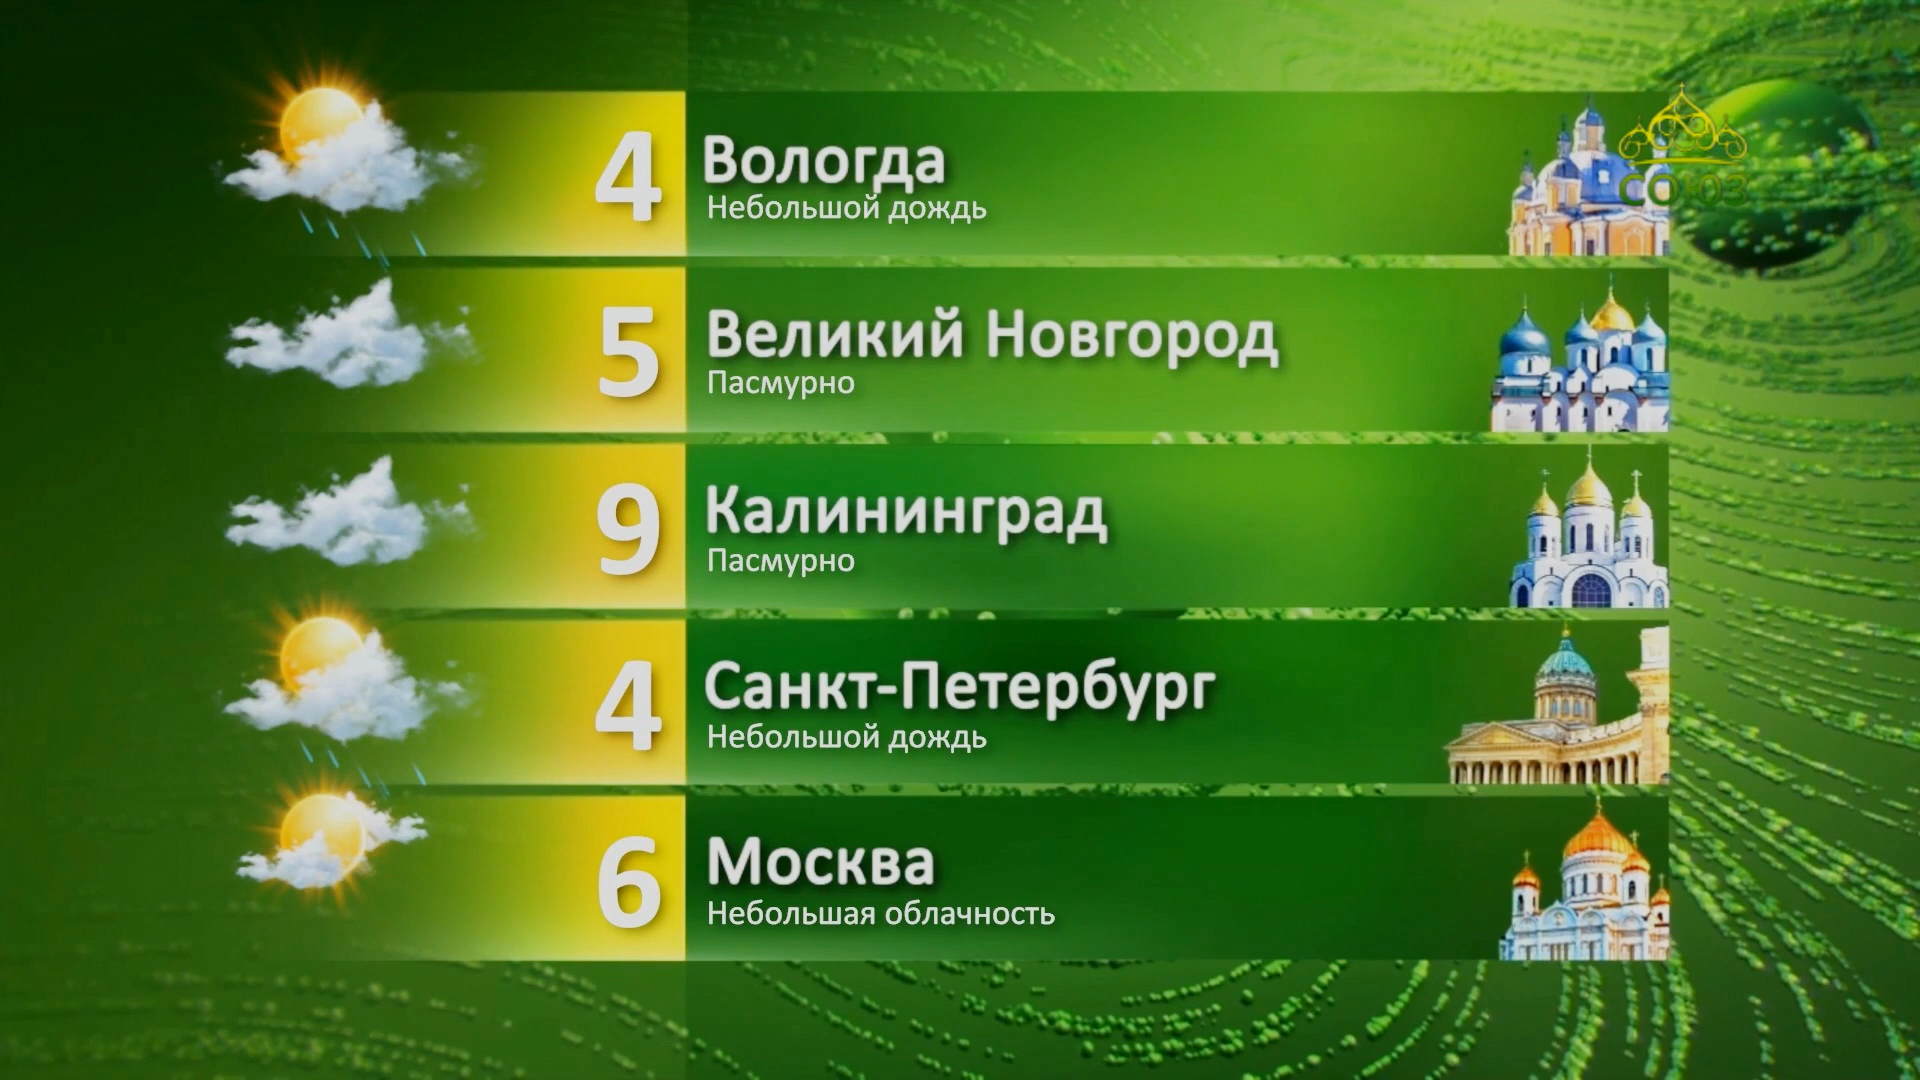 4
Вологда
Небольшой дождь
СОЮЗ
5
Великий Новгород
Пасмурно
9
Калининград
Пасмурно
4
Санкт-Петербург
Небольшой дождь
6
Москва
Небольшая облачность